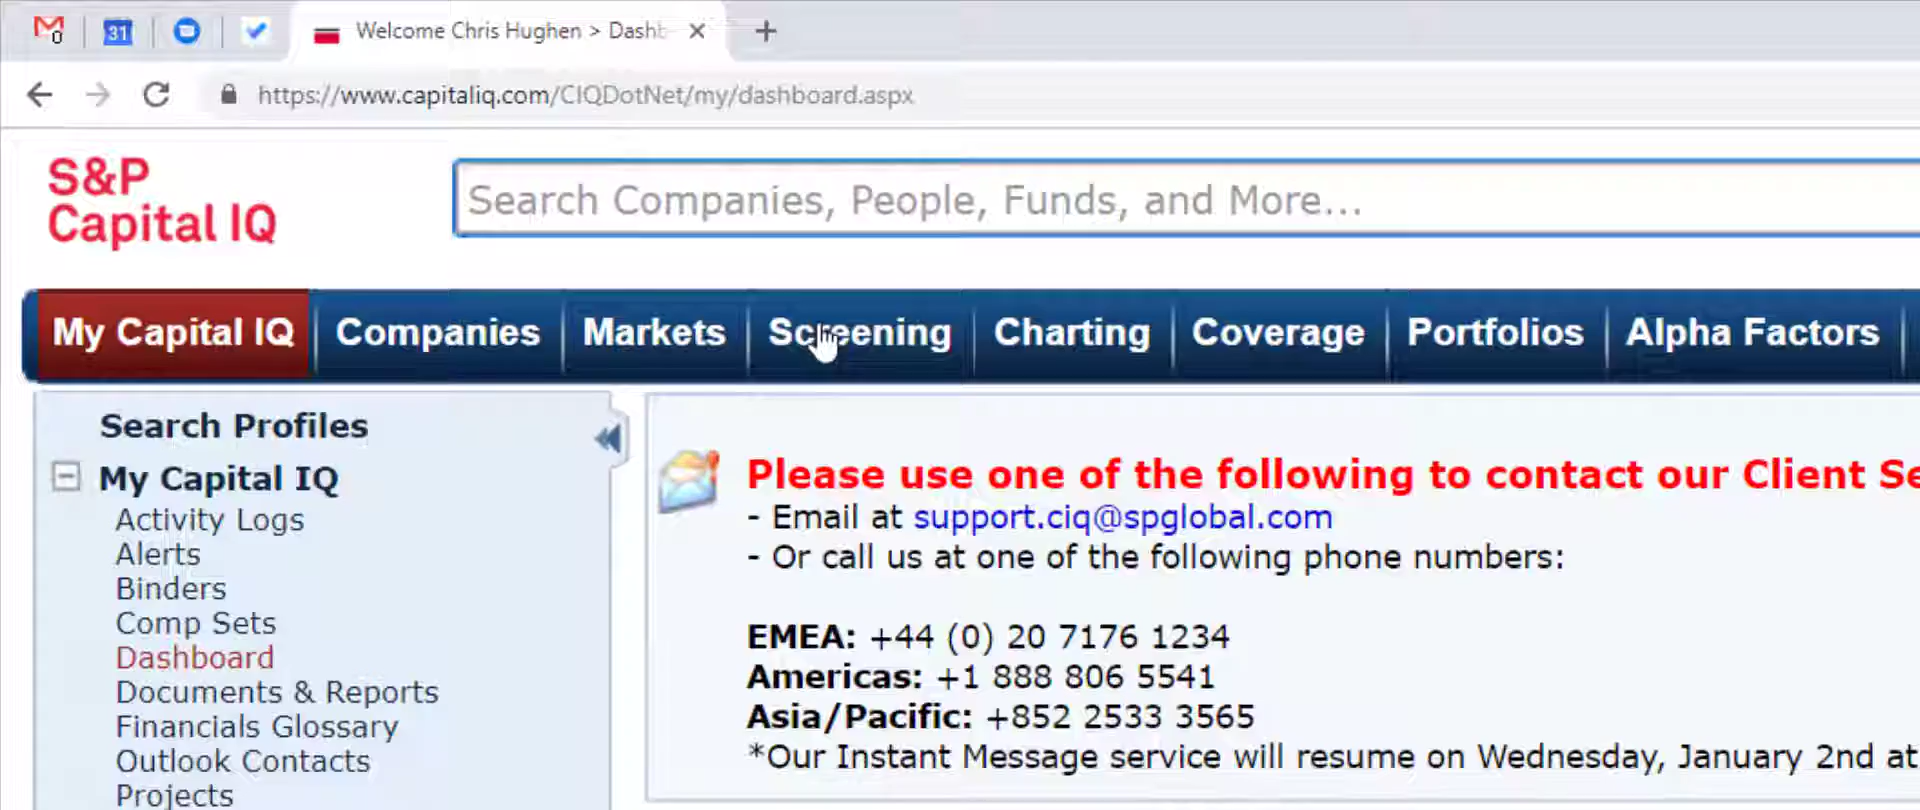 0
31
Welcome Chris Hughen > Dashb
https://www.capitaliq.com/CIQDotNet/my/dashboard.aspx
S&P
Capital IQ
Search Companies, People, Funds, and More...
My Capital IQ
Companies
Markets
Screening
Charting
Coverage
Portfolios
Alpha Factors
Search Profiles
My Capital IQ
Activity Logs
Alerts
Binders
Comp Sets
Dashboard
Documents & Reports
Financials Glossary
Outlook Contacts
Projects
Please use one of the following to contact our Client Se
- Email at support.ciq@spglobal.com
- Or call us at one of the following phone numbers:
EMEA: +44 (0) 20 7176 1234
Americas: +1 888 806 5541
Asia/Pacific: +852 2533 3565
*Our Instant Message service will resume on Wednesday, January 2nd at